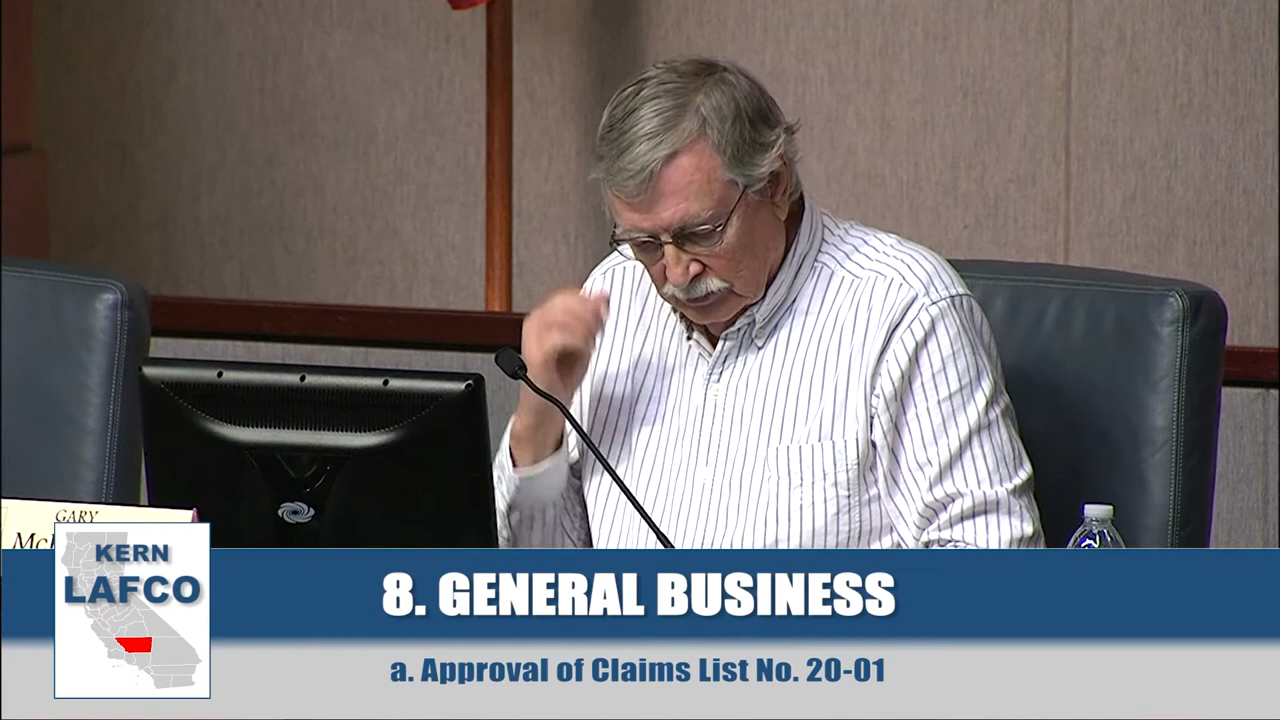 GARY
KERN
LAFCO
8. GENERAL BUSINESS
a. Approval of Claims List No. 20-01